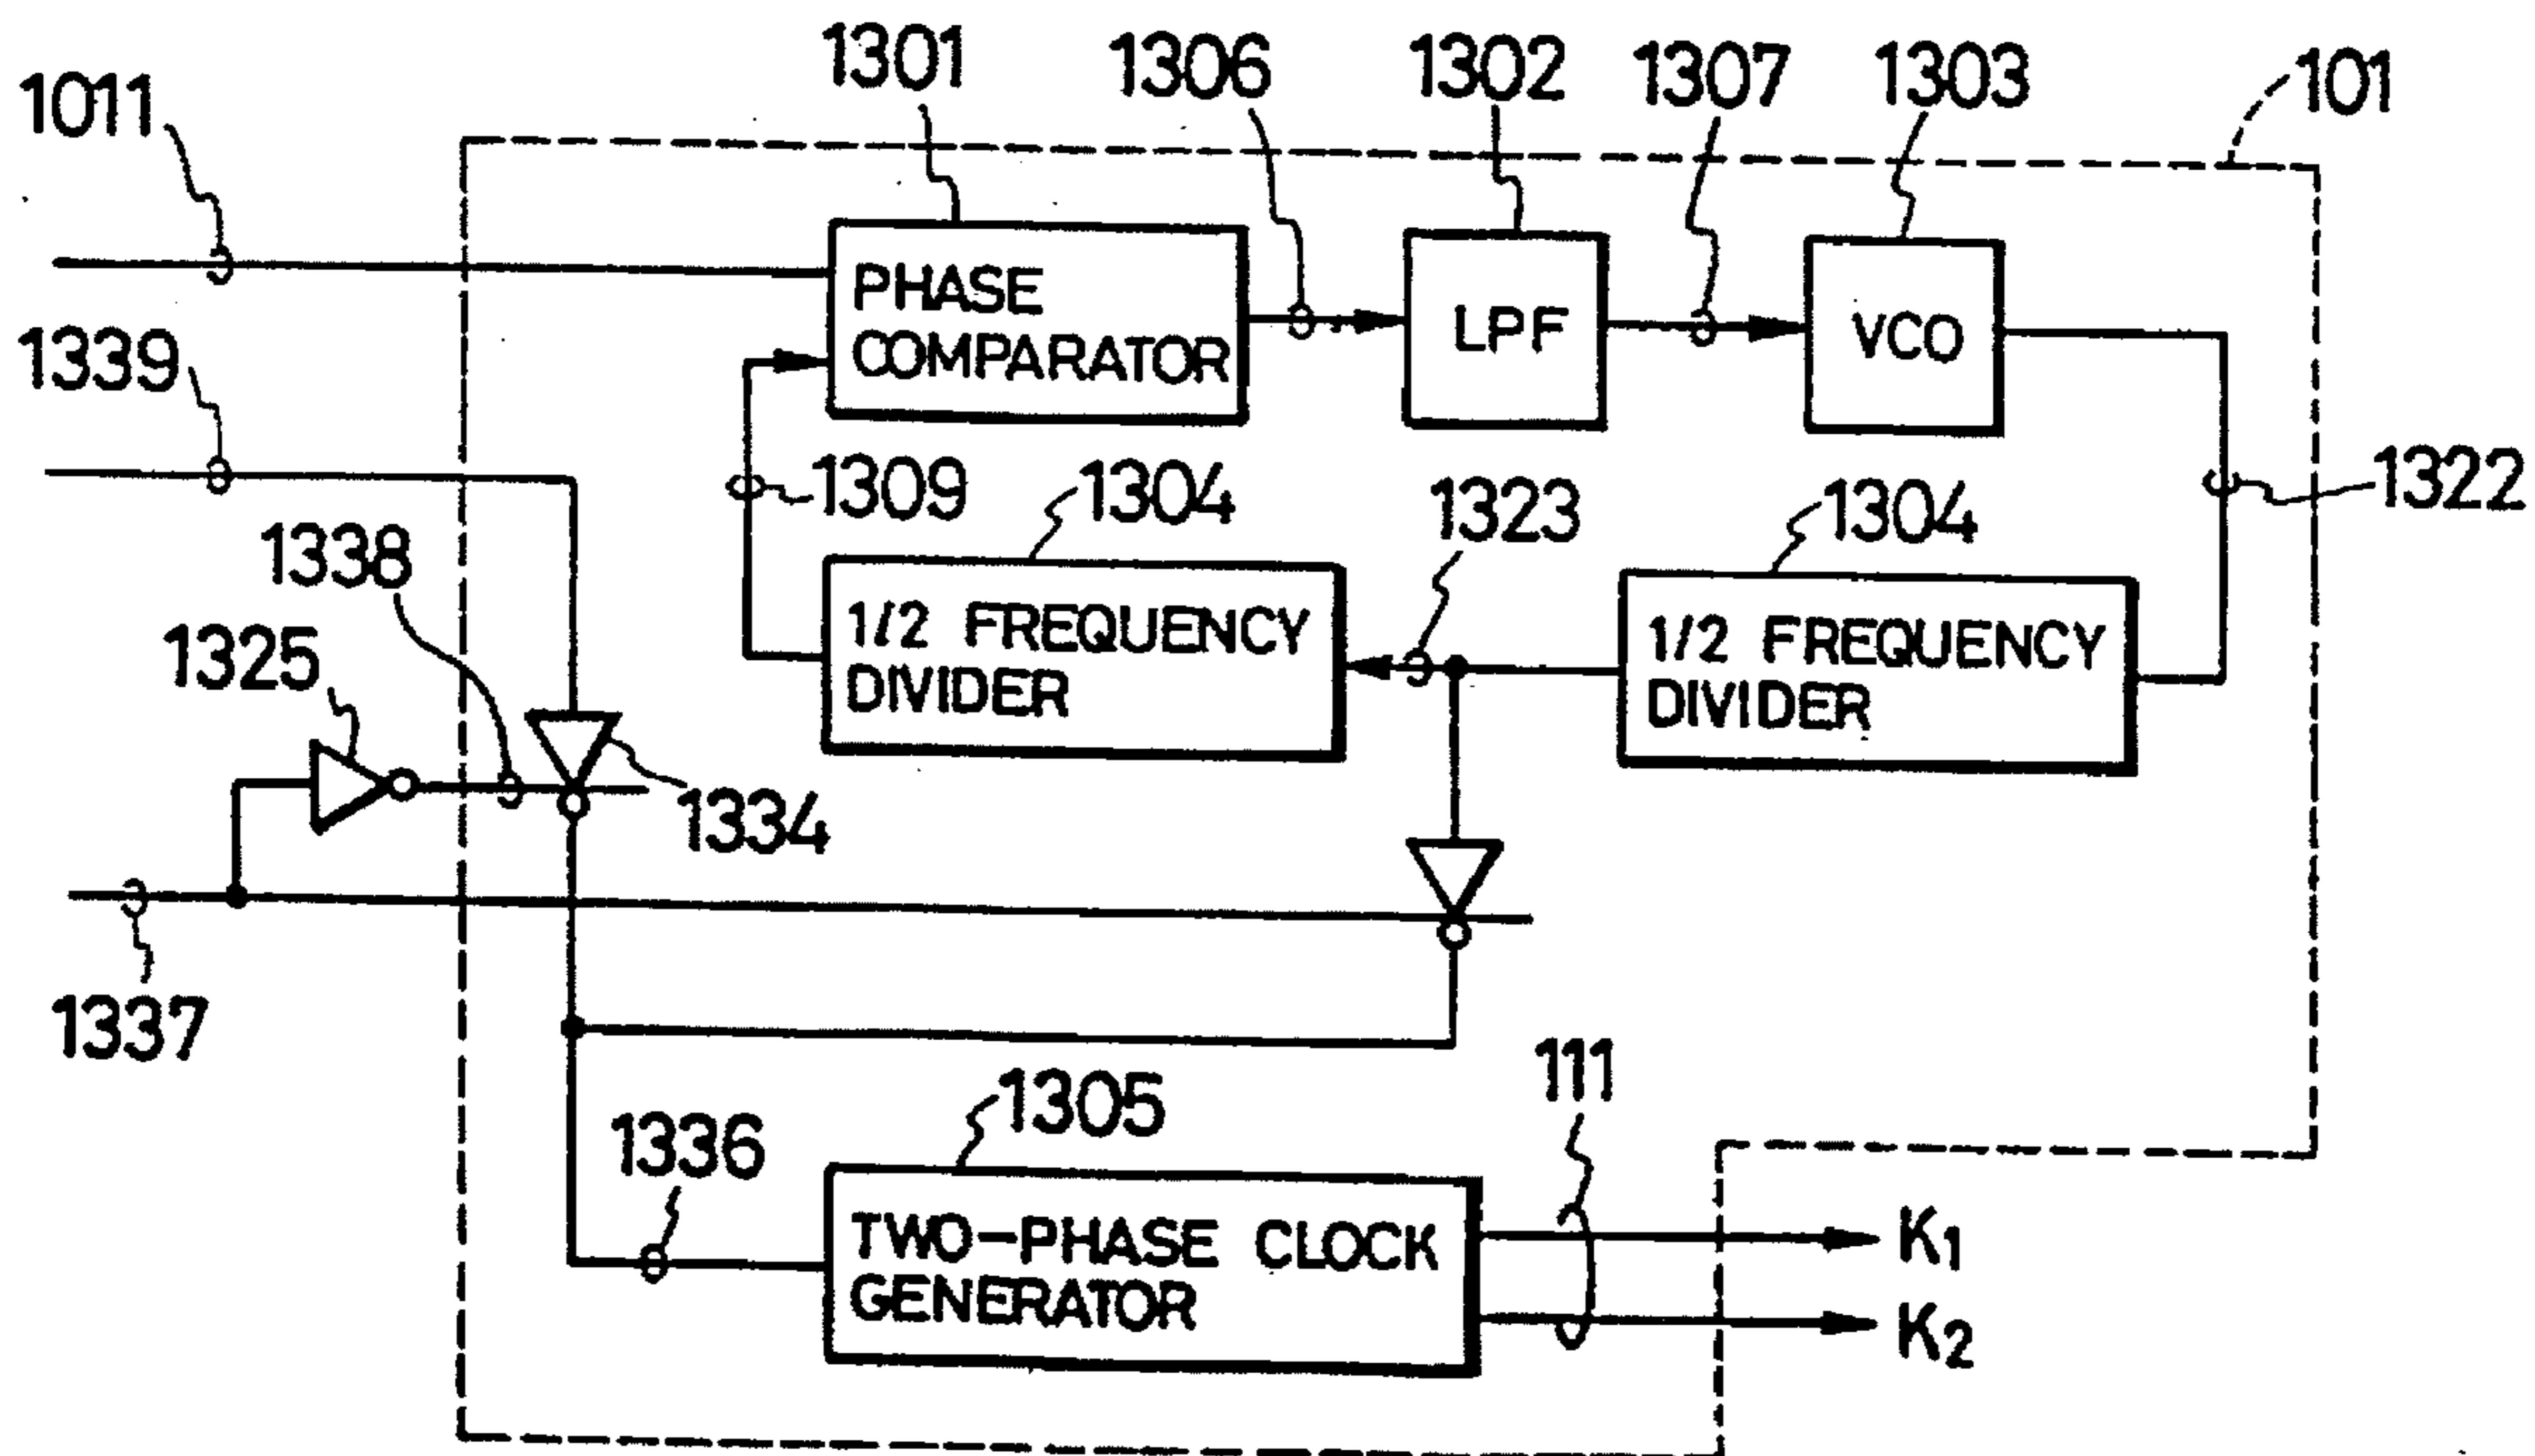 1301
1306
1302
1307
1303
101
1011
PHASE
COMPARATOR
LPF
VCO
1339
1309
1304
1323
1304
1322
1338
1325
1/2 FREQUENCY
DIVIDER
1/2 FREQUENCY
DIVIDER
1334
1337
1305
111
1336
TWO-PHASE CLOCK
GENERATOR
K1
K2